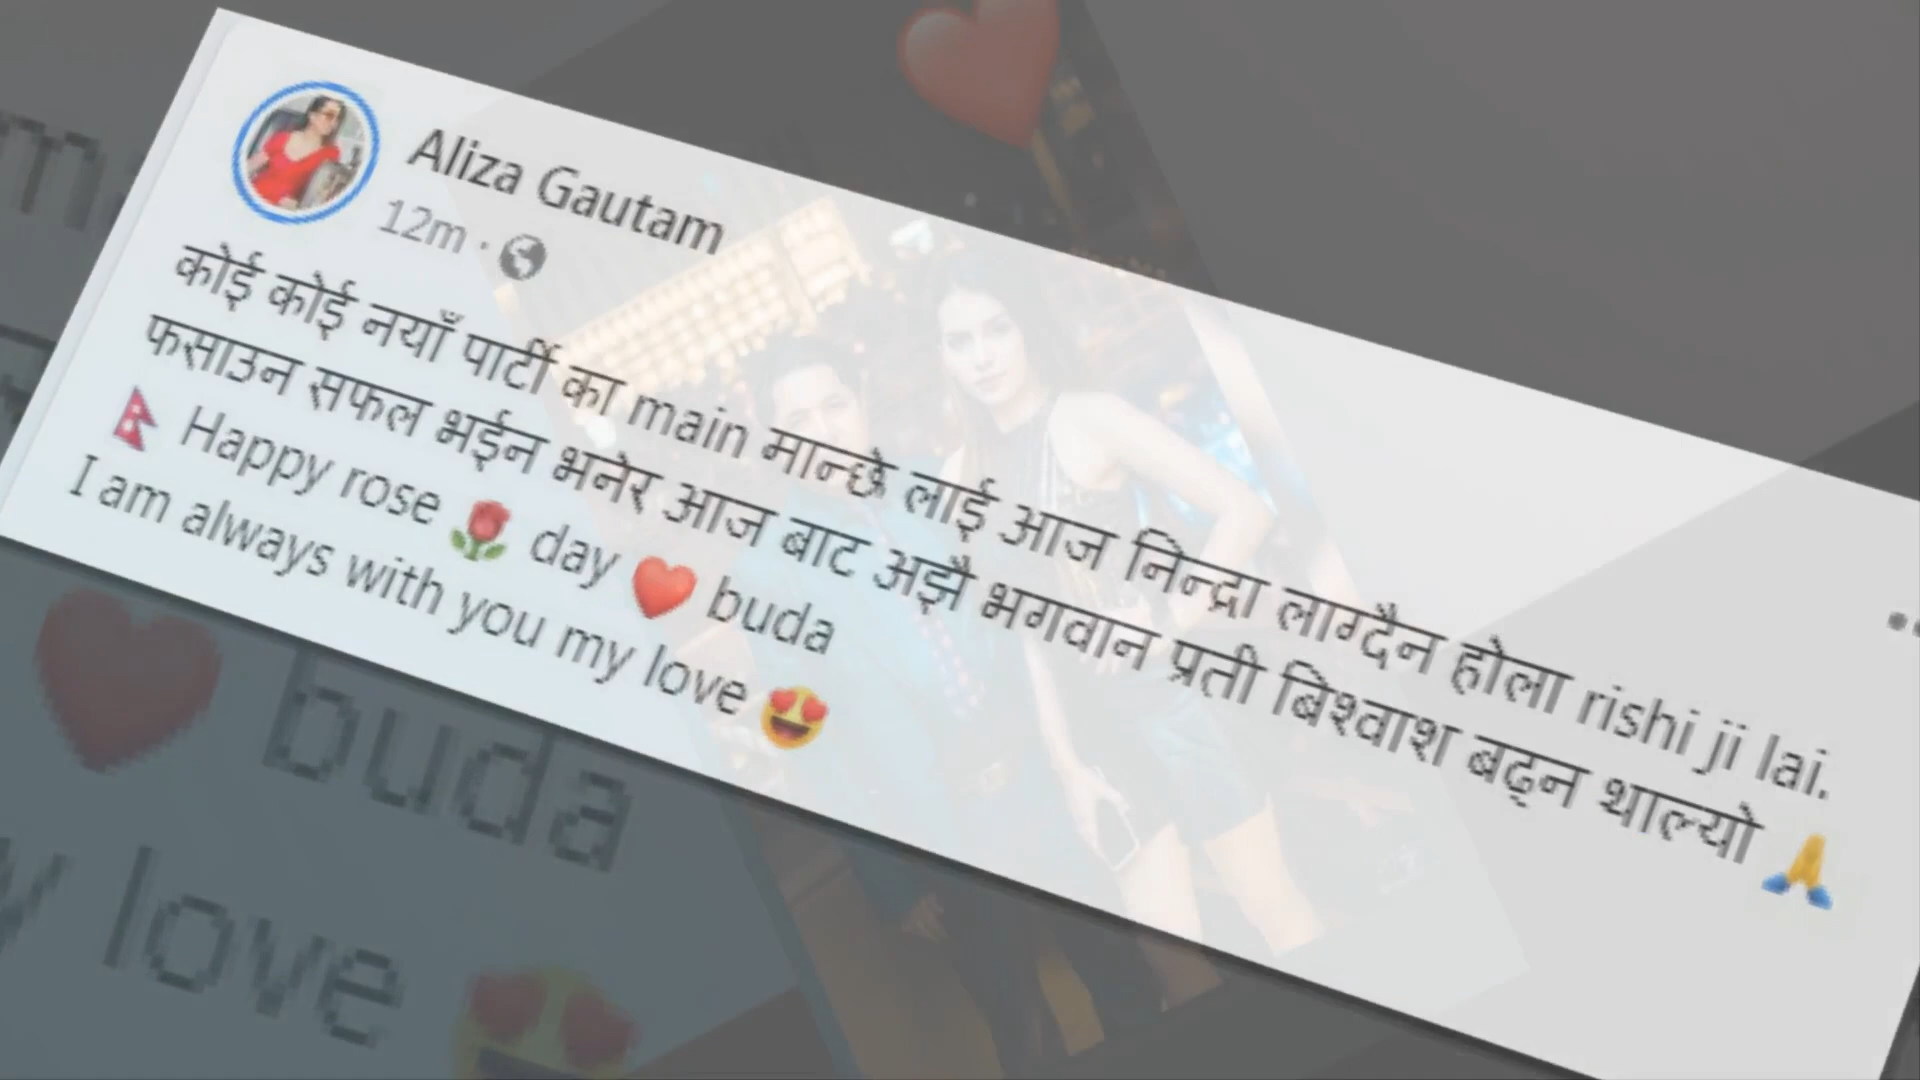 Aliza Gautam
12m ·
कोई कोई नयाँ पार्टी का main मान्छे लाई आज निन्द्रा लाग्दैन होला rishi ji lai.
फसाउन सफल भईन भनेर आज बाट अझै भगवान प्रती बिश्वाश बढ्न थाल्यो 🙏
🇳🇵 Happy rose 🌹 day ❤️ buda
I am always with you my love 😍
❤️ buda
y love 😍